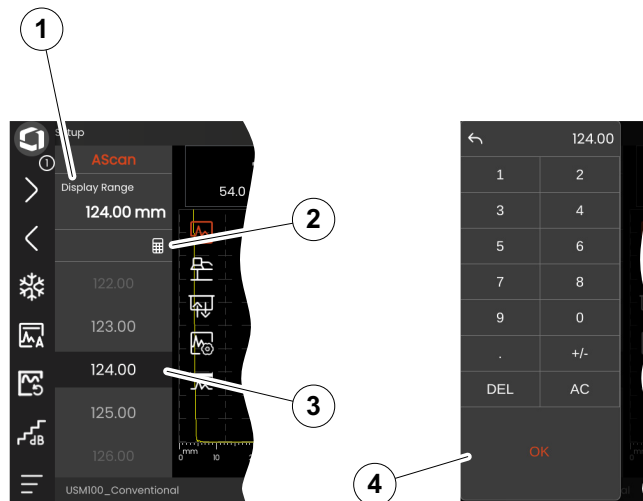 1
Setup
1
AScan
Display Range
124.00 mm
54.0
2
122.00
123.00
124.00
125.00
126.00
3
A
dB
mm
10
USM100_Conventional
124.00
1 2
3 4
5 6
7 8
9 0
. +/-
DEL AC
OK
4